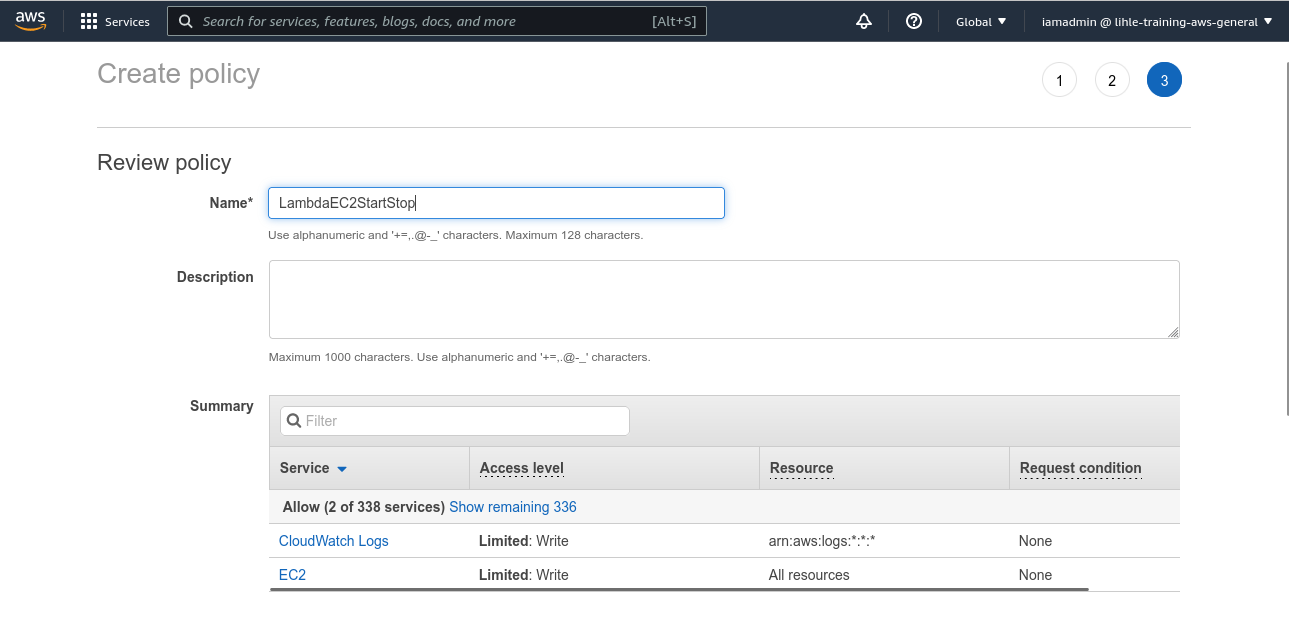 aws Services Search for services, features, blogs, docs, and more [Alt+S] Global iamadmin @ lihle-training-aws-general
Create policy 1 2 3
Review policy
Name* LambdaEC2StartStop
Use alphanumeric and '+=,.@-_' characters. Maximum 128 characters.
Description
Maximum 1000 characters. Use alphanumeric and '+=,.@-_' characters.
Summary Filter
Service Access level Resource Request condition
Allow (2 of 338 services) Show remaining 336
CloudWatch Logs Limited: Write arn:aws:logs:*:*:* None
EC2 Limited: Write All resources None